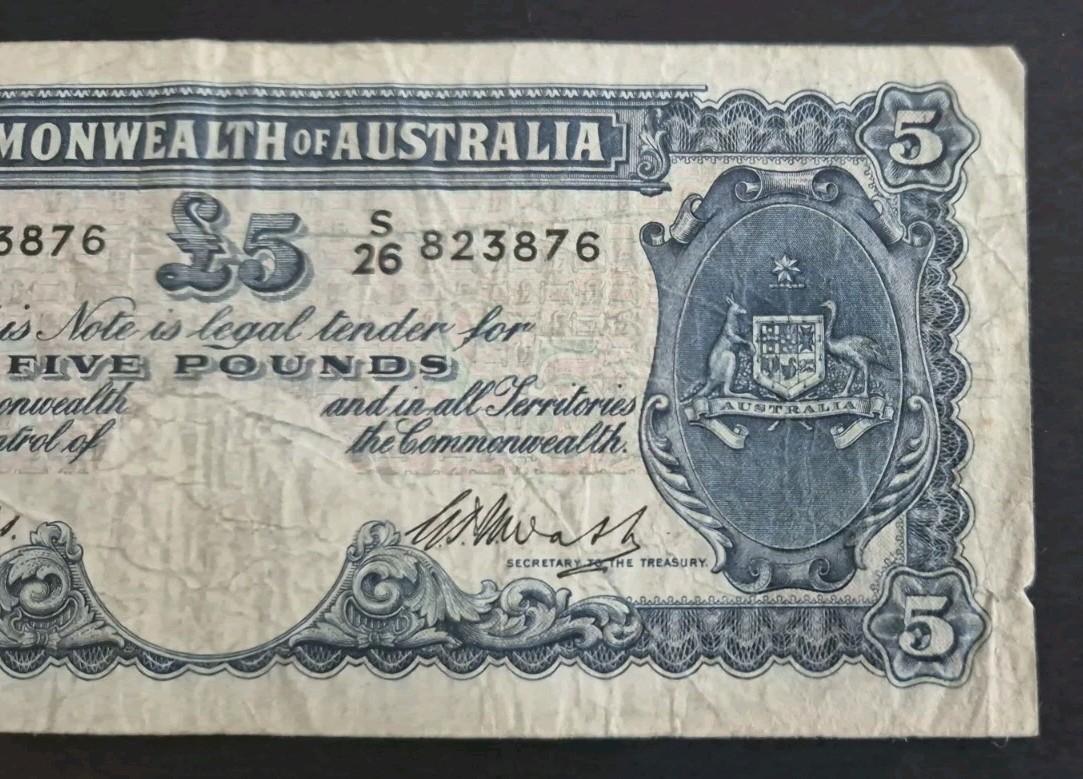 MONWEALTH OF AUSTRALIA
5
3876 £5 S/26 823876
is Note is legal tender for
FIVE POUNDS
onwealth and in all Territories
ntrol of the Commonwealth.
AUSTRALIA
SECRETARY TO THE TREASURY.
5